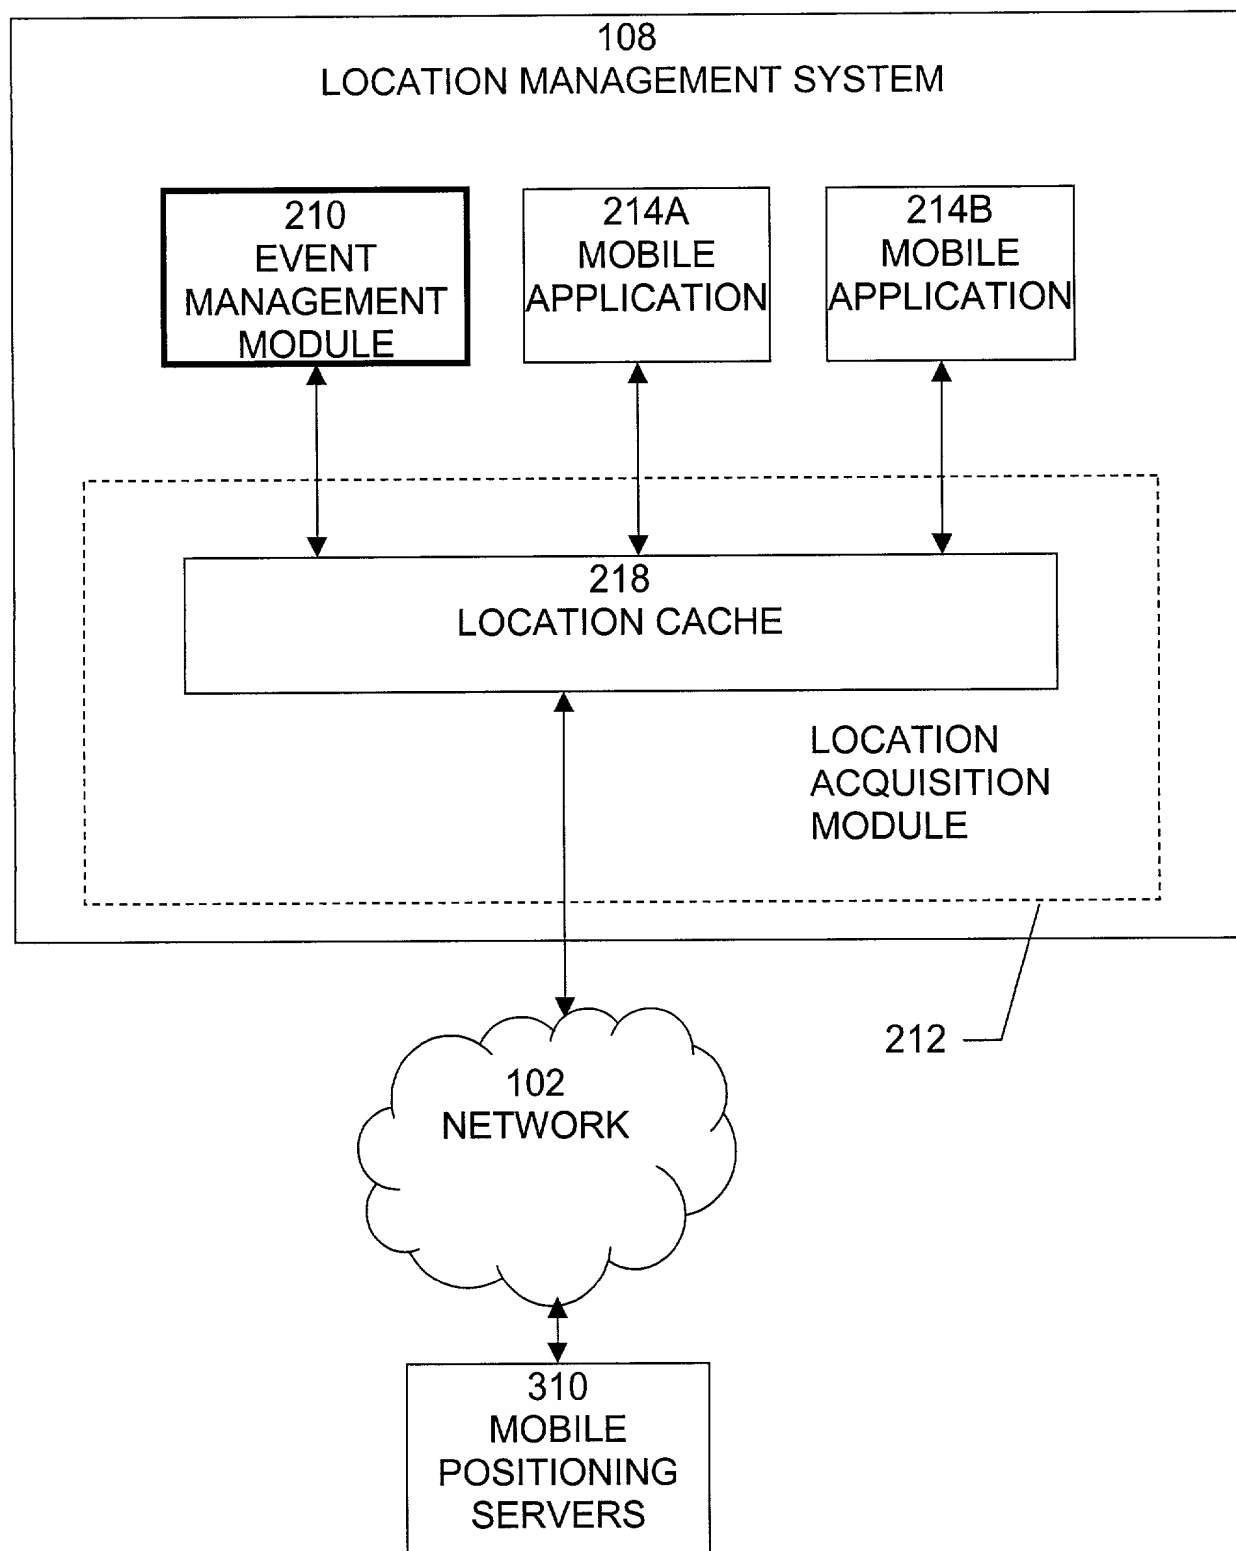 108
LOCATION MANAGEMENT SYSTEM
210
EVENT
MANAGEMENT
MODULE
214A
MOBILE
APPLICATION
214B
MOBILE
APPLICATION
218
LOCATION CACHE
LOCATION
ACQUISITION
MODULE
212
102
NETWORK
310
MOBILE
POSITIONING
SERVERS